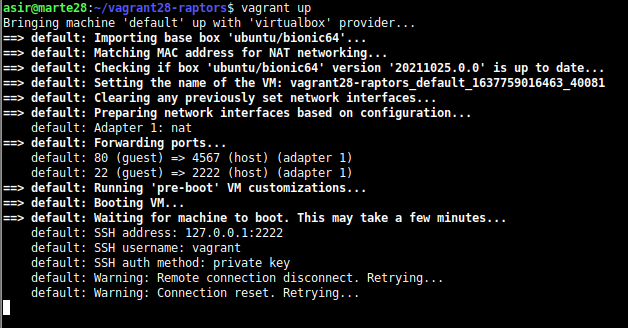 asir@marte28:~/vagrant28-raptors$ vagrant up
Bringing machine 'default' up with 'virtualbox' provider...
==> default: Importing base box 'ubuntu/bionic64'...
==> default: Matching MAC address for NAT networking...
==> default: Checking if box 'ubuntu/bionic64' version '20211025.0.0' is up to date...
==> default: Setting the name of the VM: vagrant28-raptors_default_1637759016463_40081
==> default: Clearing any previously set network interfaces...
==> default: Preparing network interfaces based on configuration...
    default: Adapter 1: nat
==> default: Forwarding ports...
    default: 80 (guest) => 4567 (host) (adapter 1)
    default: 22 (guest) => 2222 (host) (adapter 1)
==> default: Running 'pre-boot' VM customizations...
==> default: Booting VM...
==> default: Waiting for machine to boot. This may take a few minutes...
    default: SSH address: 127.0.0.1:2222
    default: SSH username: vagrant
    default: SSH auth method: private key
    default: Warning: Remote connection disconnect. Retrying...
    default: Warning: Connection reset. Retrying...